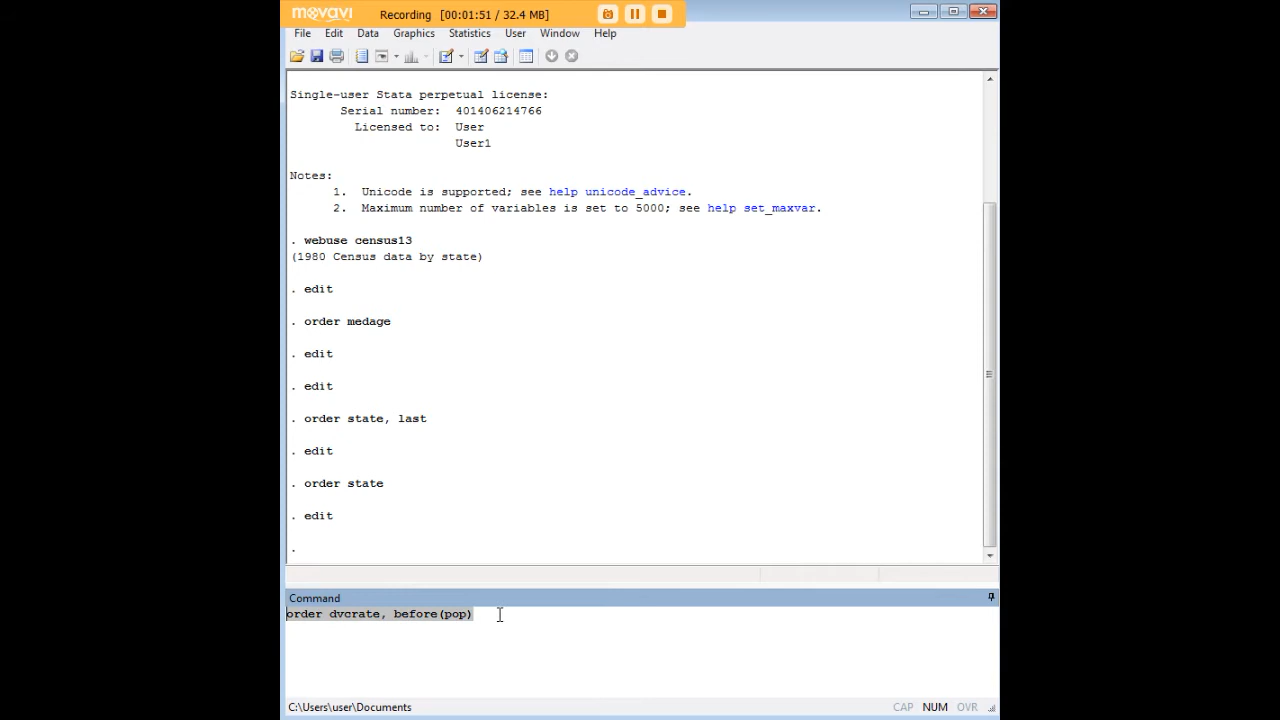 movavi Recording [00:01:51 / 32.4 MB]
File Edit Data Graphics Statistics User Window Help
Single-user Stata perpetual license:
Serial number: 401406214766
Licensed to: User
User1
Notes:
1. Unicode is supported; see help unicode_advice.
2. Maximum number of variables is set to 5000; see help set_maxvar.
. webuse census13
(1980 Census data by state)
. edit
. order medage
. edit
. edit
. order state, last
. edit
. order state
. edit
.
Command
order dvcrate, before(pop)
C:\Users\user\Documents CAP NUM OVR